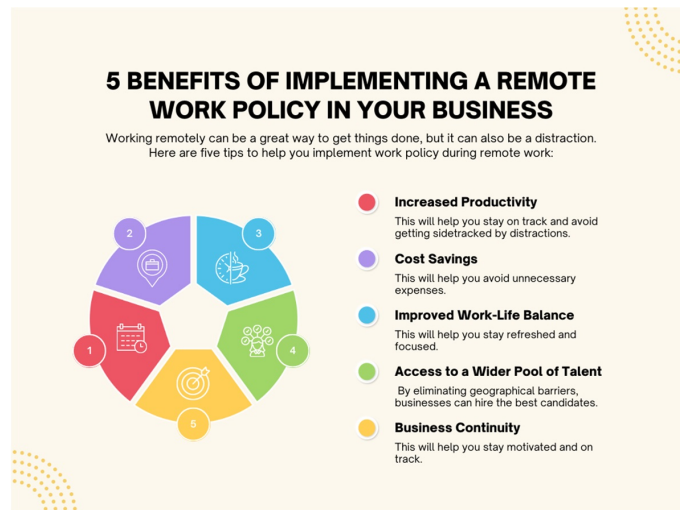 5 BENEFITS OF IMPLEMENTING A REMOTE
WORK POLICY IN YOUR BUSINESS
Working remotely can be a great way to get things done, but it can also be a distraction.
Here are five tips to help you implement work policy during remote work:
2
3
1
4
5
Increased Productivity
This will help you stay on track and avoid
getting sidetracked by distractions.
Cost Savings
This will help you avoid unnecessary
expenses.
Improved Work-Life Balance
This will help you stay refreshed and
focused.
Access to a Wider Pool of Talent
By eliminating geographical barriers,
businesses can hire the best candidates.
Business Continuity
This will help you stay motivated and on
track.